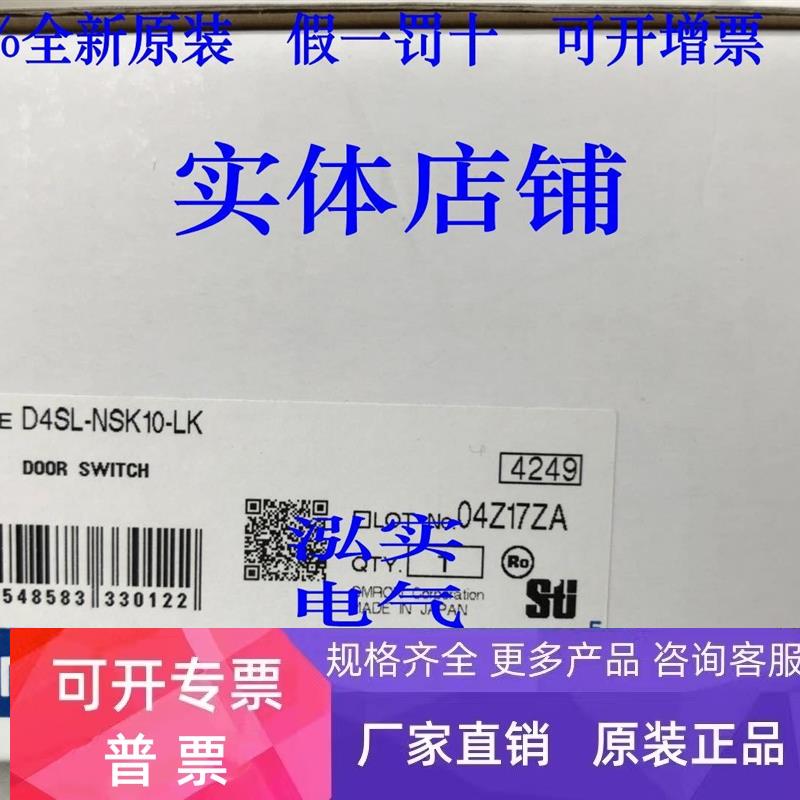 %全新原装 假一罚十 可开增票
实体店铺
E D4SL-NSK10-LK
DOOR SWITCH
4249
LOT No. 04Z17ZA
泓实
QTY. 1
Ro
548583 330122
OMRON Corporation
电气
MADE IN JAPAN
Sti
可开专票
普票
规格齐全 更多产品 咨询客服
厂家直销 原装正品